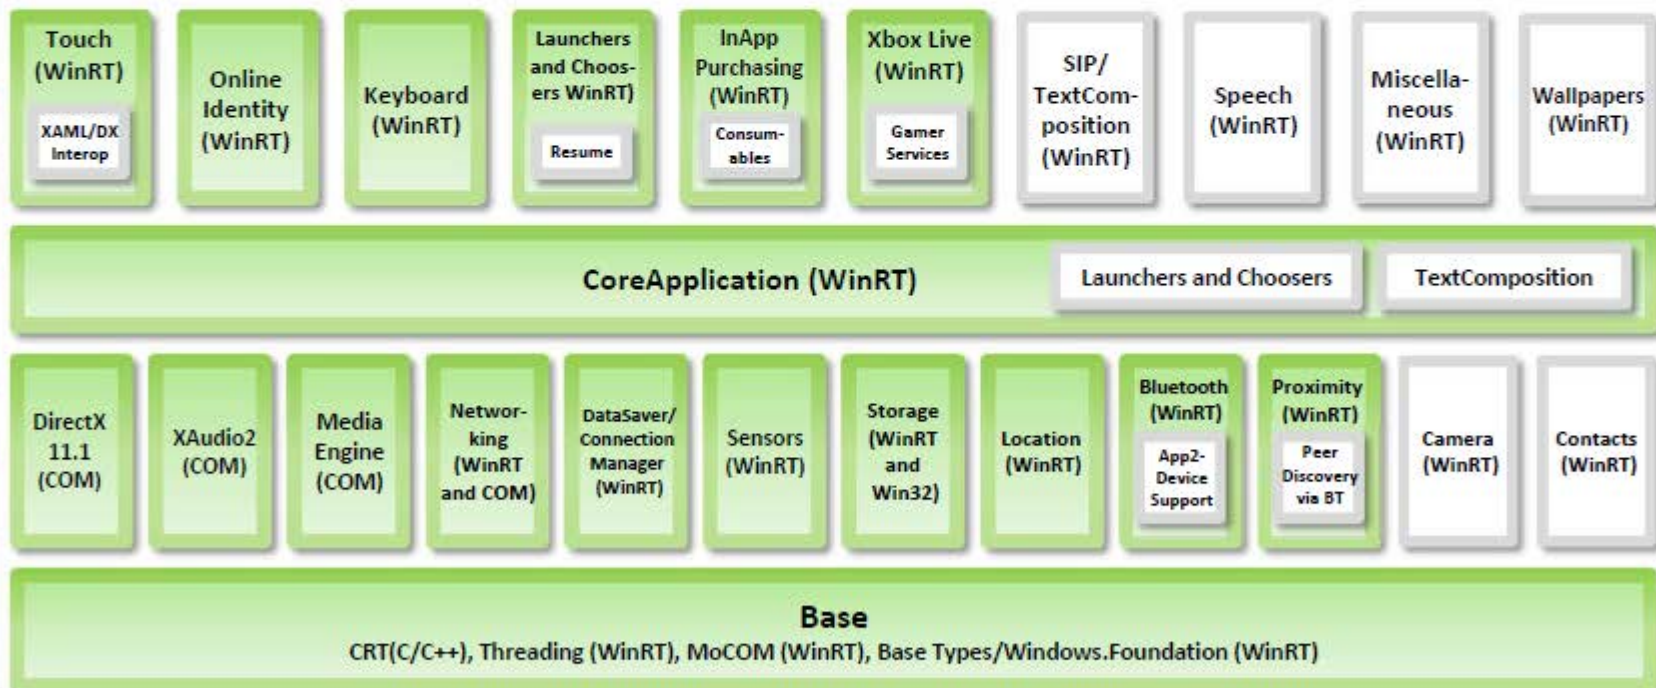 Touch
(WinRT)
XAML/DX
Interop
Online
Identity
(WinRT)
Keyboard
(WinRT)
Launchers
and Choos-
ers WinRT)
Resume
InApp
Purchasing
(WinRT)
Consum-
ables
Xbox Live
(WinRT)
Gamer
Services
SIP/
TextCom-
position
(WinRT)
Speech
(WinRT)
Miscella-
neous
(WinRT)
Wallpapers
(WinRT)
CoreApplication (WinRT)
Launchers and Choosers
TextComposition
DirectX
11.1
(COM)
XAudio2
(COM)
Media
Engine
(COM)
Networ-
king
(WinRT
and COM)
DataSaver/
Connection
Manager
(WinRT)
Sensors
(WinRT)
Storage
(WinRT
and
Win32)
Location
(WinRT)
Bluetooth
(WinRT)
App2-
Device
Support
Proximity
(WinRT)
Peer
Discovery
via BT
Camera
(WinRT)
Contacts
(WinRT)
Base
CRT(C/C++), Threading (WinRT), MoCOM (WinRT), Base Types/Windows.Foundation (WinRT)